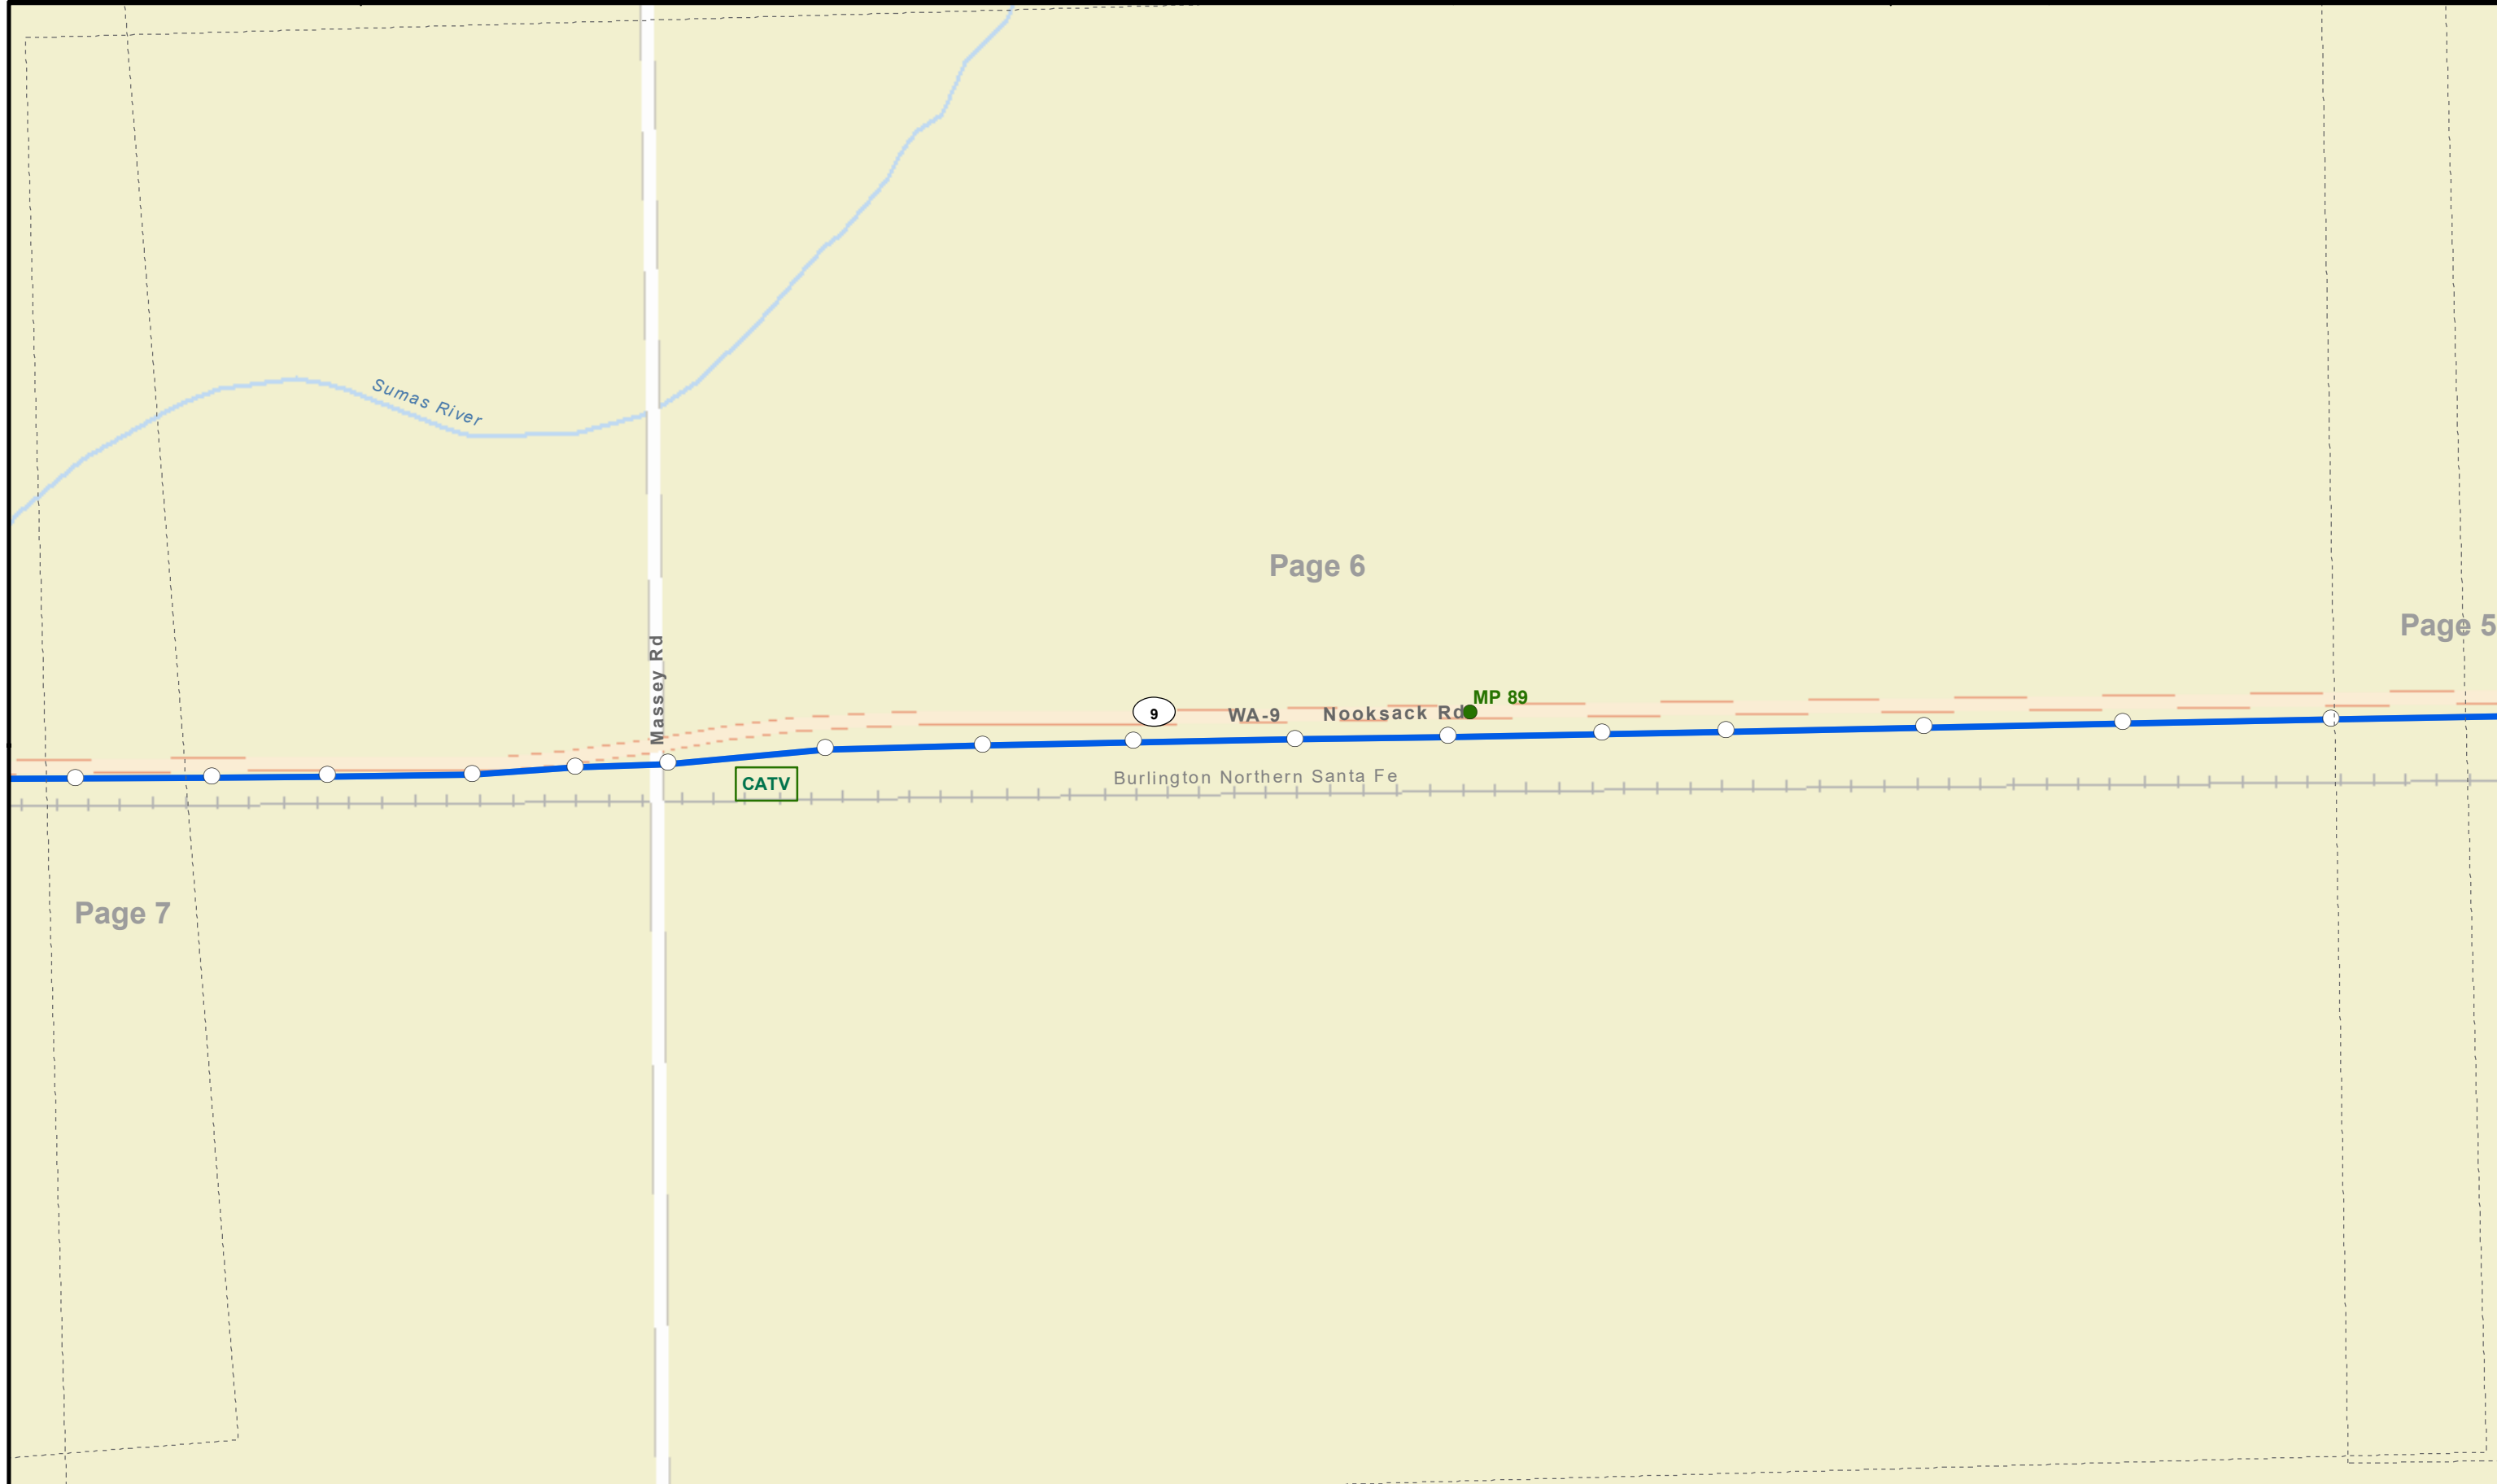 Sumas River
Page 6
Page 5
Massey Rd
MP 89
9
WA-9 Nooksack Rd
Burlington Northern Santa Fe
CATV
Page 7